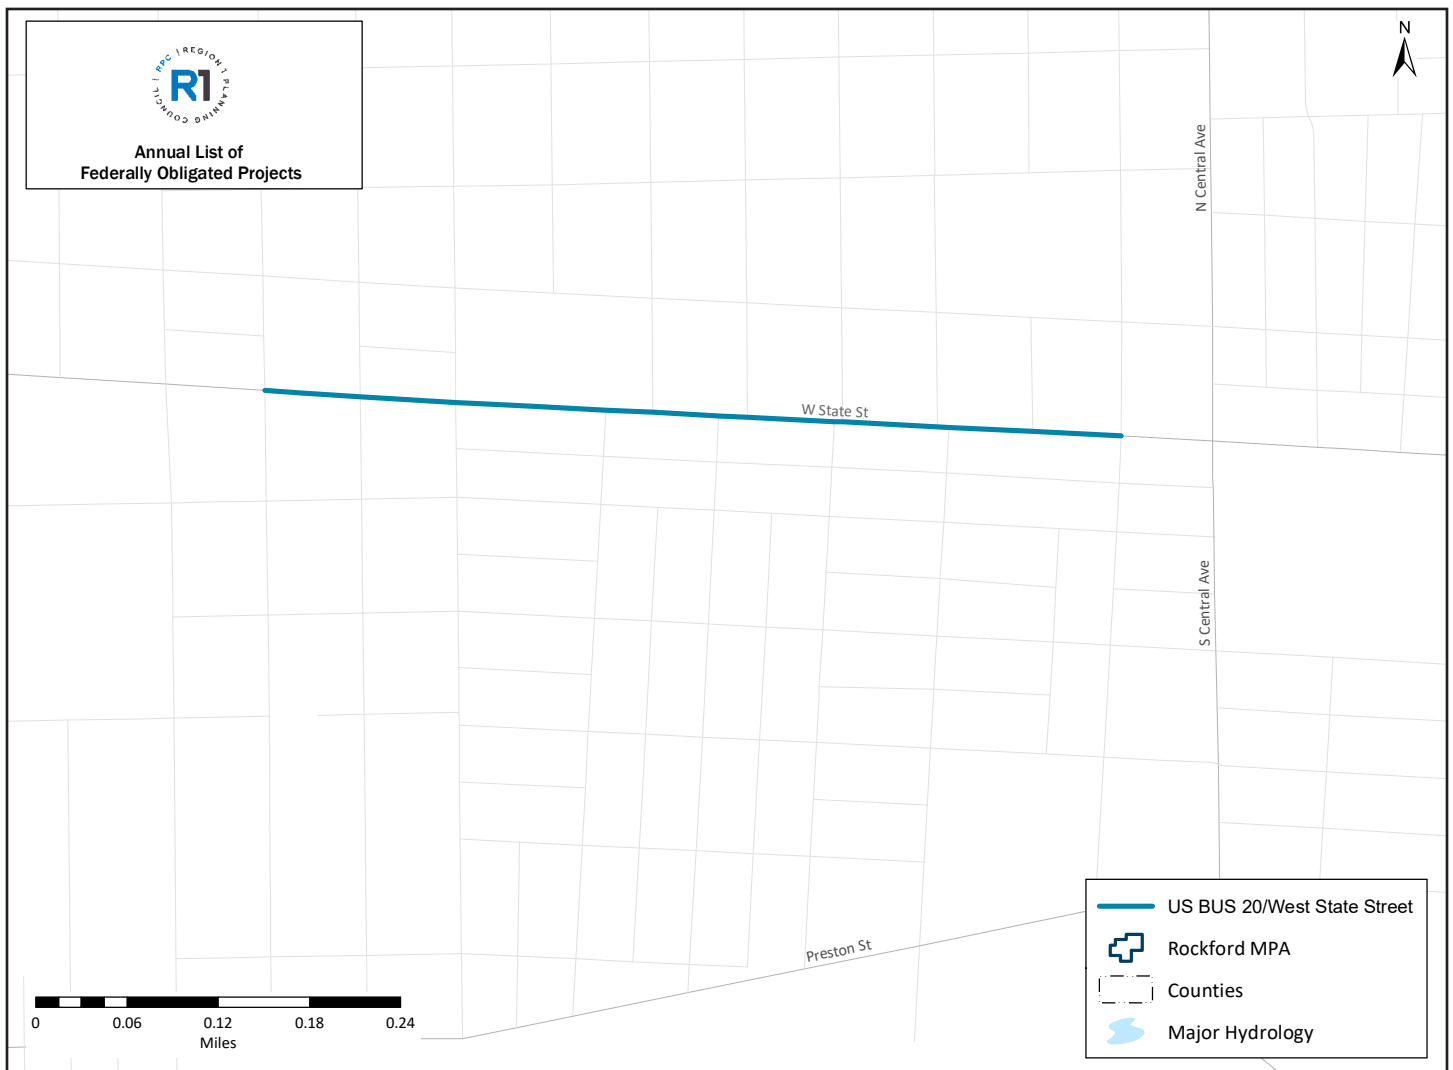 RPC | REGION 1 PLANNING COUNCIL |
R1
Annual List of
Federally Obligated Projects
N
N Central Ave
W State St
S Central Ave
Preston St
0 0.06 0.12 0.18 0.24
Miles
US BUS 20/West State Street
Rockford MPA
Counties
Major Hydrology